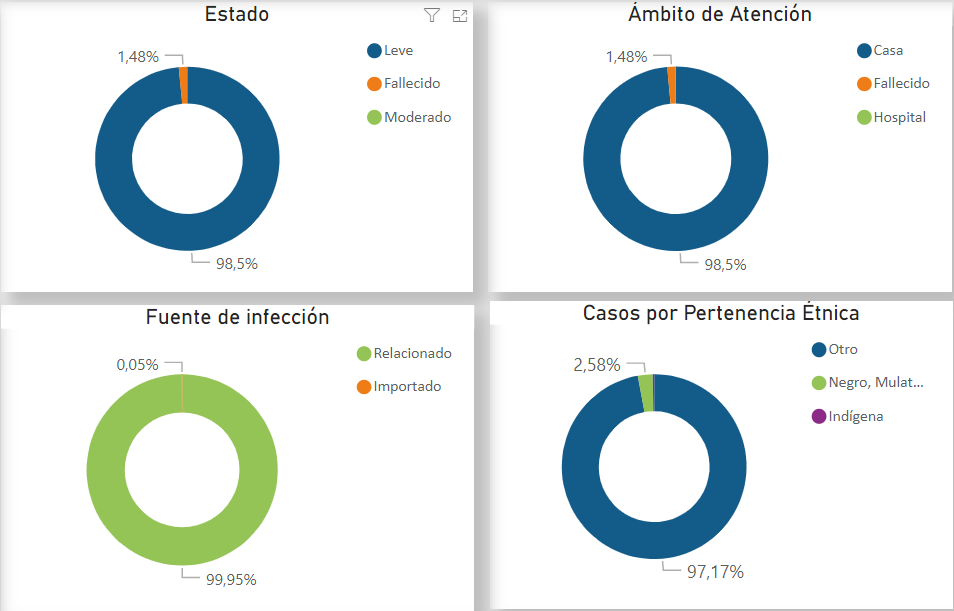 Estado
1,48%
Leve
Fallecido
Moderado
98,5%
Ámbito de Atención
1,48%
Casa
Fallecido
Hospital
98,5%
Fuente de infección
0,05%
Relacionado
Importado
99,95%
Casos por Pertenencia Étnica
2,58%
Otro
Negro, Mulat...
Indígena
97,17%